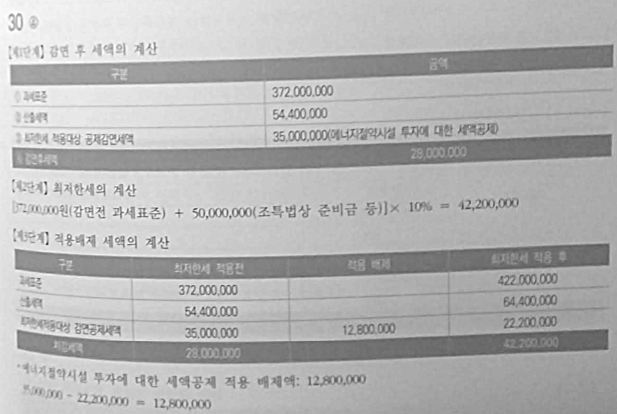 30 ④
【제1단계】 감면 후 세액의 계산
구분 금액
① 과세표준 372,000,000
② 산출세액 54,400,000
③ 최저한세 적용대상 공제감면세액 35,000,000(에너지절약시설 투자에 대한 세액공제)
④ 감면후세액 28,000,000
【제2단계】 최저한세의 계산
[372,000,000원(감면전 과세표준) + 50,000,000(조특법상 준비금 등)]× 10% = 42,200,000
【제3단계】 적용배제 세액의 계산
구분 최저한세 적용전 적용 배제 최저한세 적용 후
과세표준 372,000,000 422,000,000
산출세액 54,400,000 64,400,000
최저한세적용대상 감면공제세액 35,000,000 12,800,000 22,200,000
차감세액 28,000,000 42,200,000
*에너지절약시설 투자에 대한 세액공제 적용 배제액: 12,800,000
35,000,000 - 22,200,000 = 12,800,000